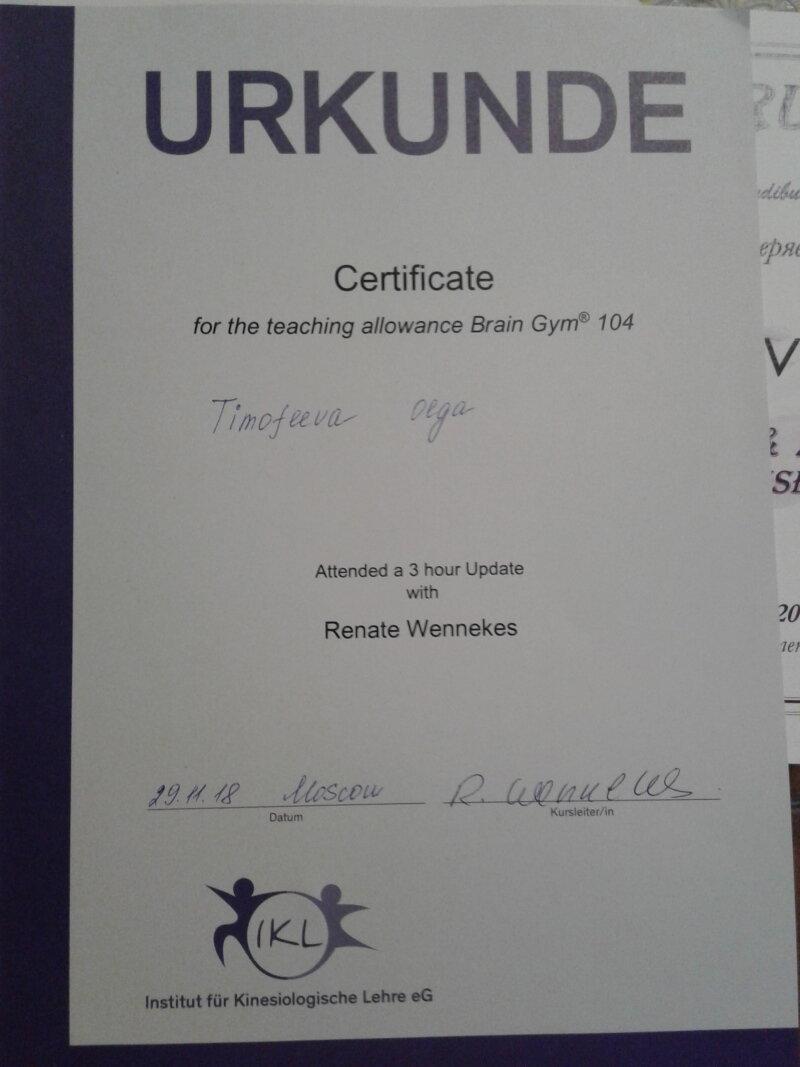 URKUNDE
Certificate
for the teaching allowance Brain Gym® 104
Timofeeva Olga
Attended a 3 hour Update
with
Renate Wennekes
29.11.18 Moscow R. Wennekes
Datum Kursleiter/in
IKL
Institut für Kinesiologische Lehre eG